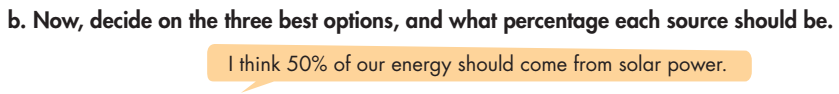 b. Now, decide on the three best options, and what percentage each source should be.
I think 50% of our energy should come from solar power.